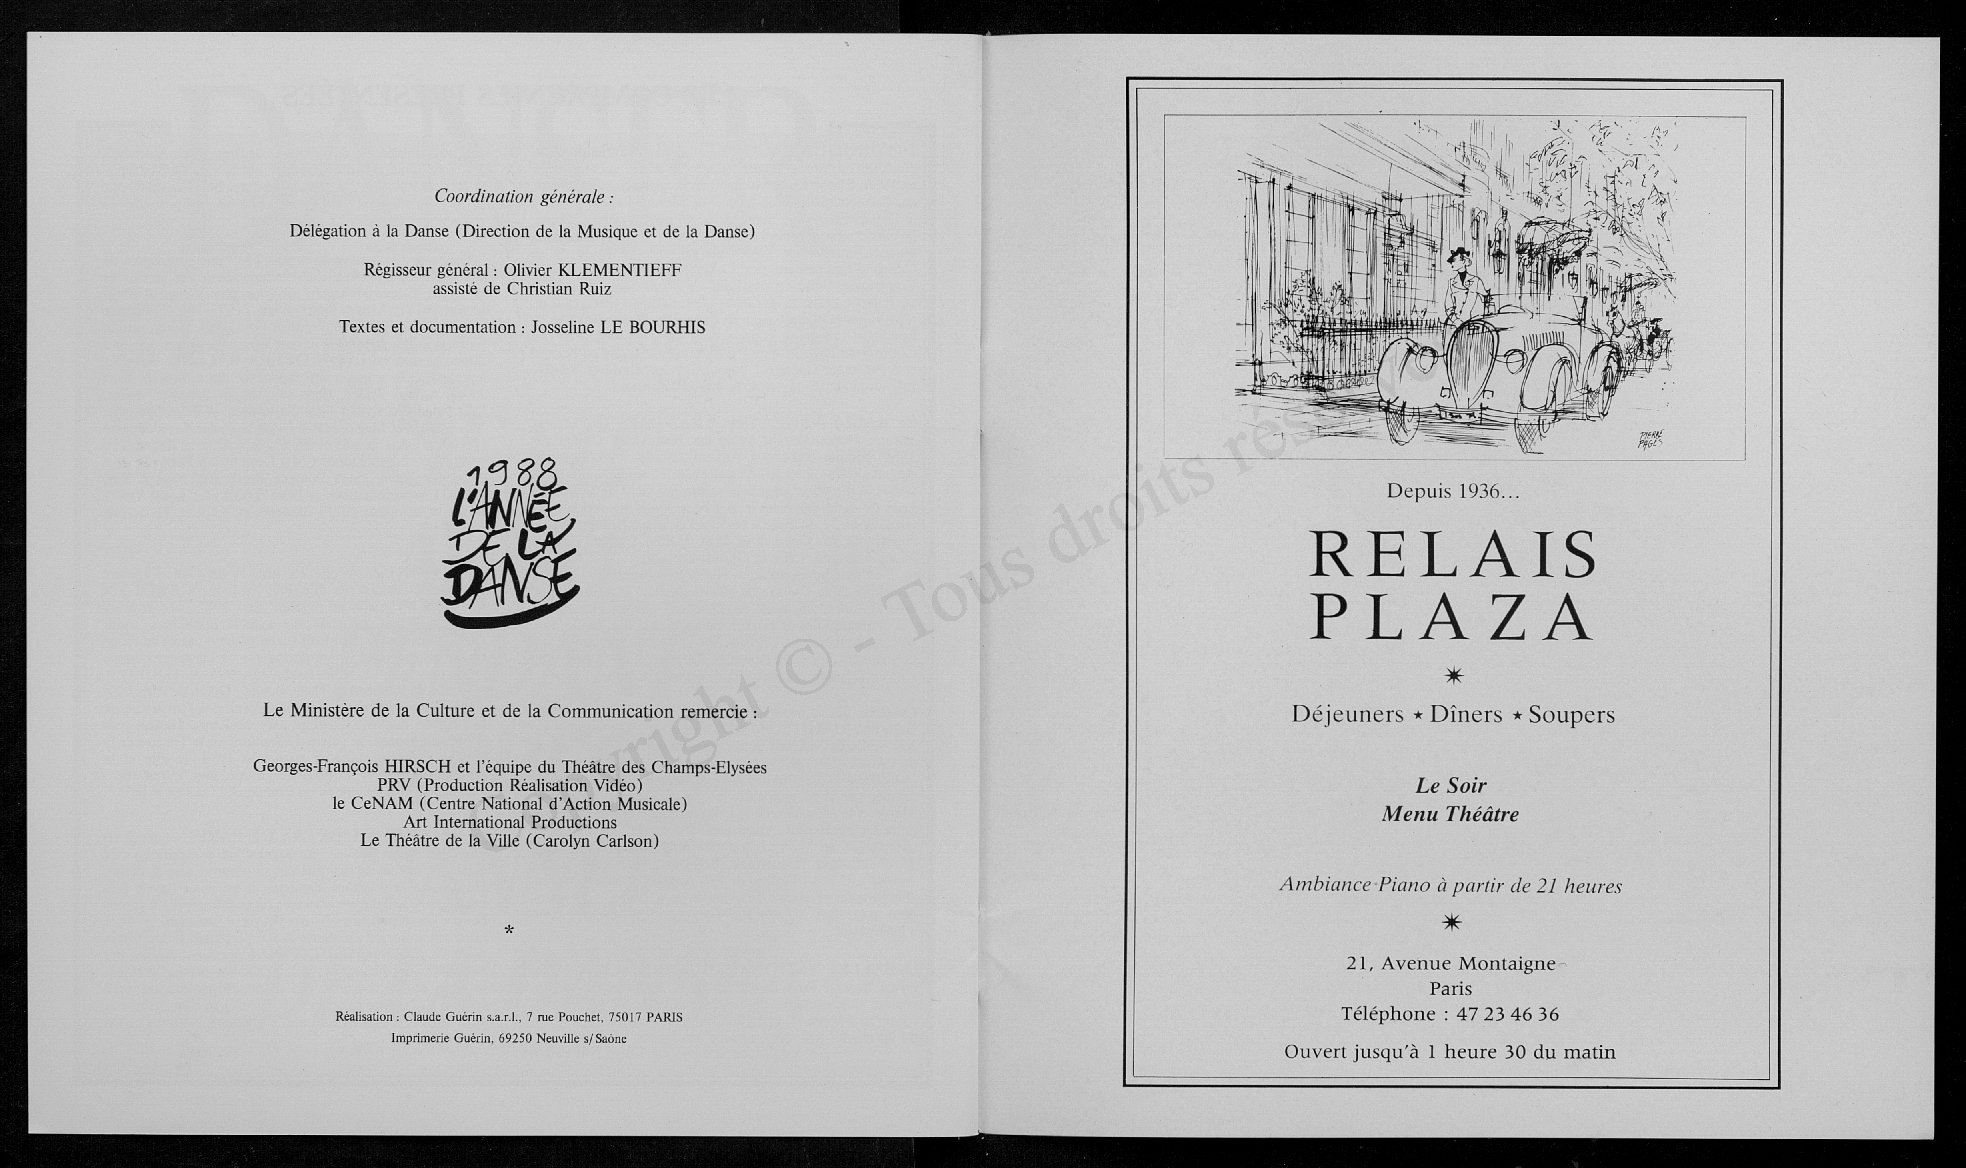 Coordination générale :
Délégation à la Danse (Direction de la Musique et de la Danse)
Régisseur général : Olivier KLEMENTIEFF
assisté de Christian Ruiz
Textes et documentation : Josseline LE BOURHIS
1988
L'ANNÉE
DE LA
DANSE
Le Ministère de la Culture et de la Communication remercie :
Georges-François HIRSCH et l'équipe du Théâtre des Champs-Elysées
PRV (Production Réalisation Vidéo)
le CeNAM (Centre National d'Action Musicale)
Art International Productions
Le Théâtre de la Ville (Carolyn Carlson)
*
Réalisation : Claude Guérin s.a.r.l., 7 rue Pouchet, 75017 PARIS
Imprimerie Guérin, 69250 Neuville s/Saône
PIERRE
PAGES
Depuis 1936...
RELAIS
PLAZA
Déjeuners ★ Dîners ★ Soupers
Le Soir
Menu Théâtre
Ambiance-Piano à partir de 21 heures
21, Avenue Montaigne
Paris
Téléphone : 47 23 46 36
Ouvert jusqu'à 1 heure 30 du matin
Copyright © - Tous droits réservés